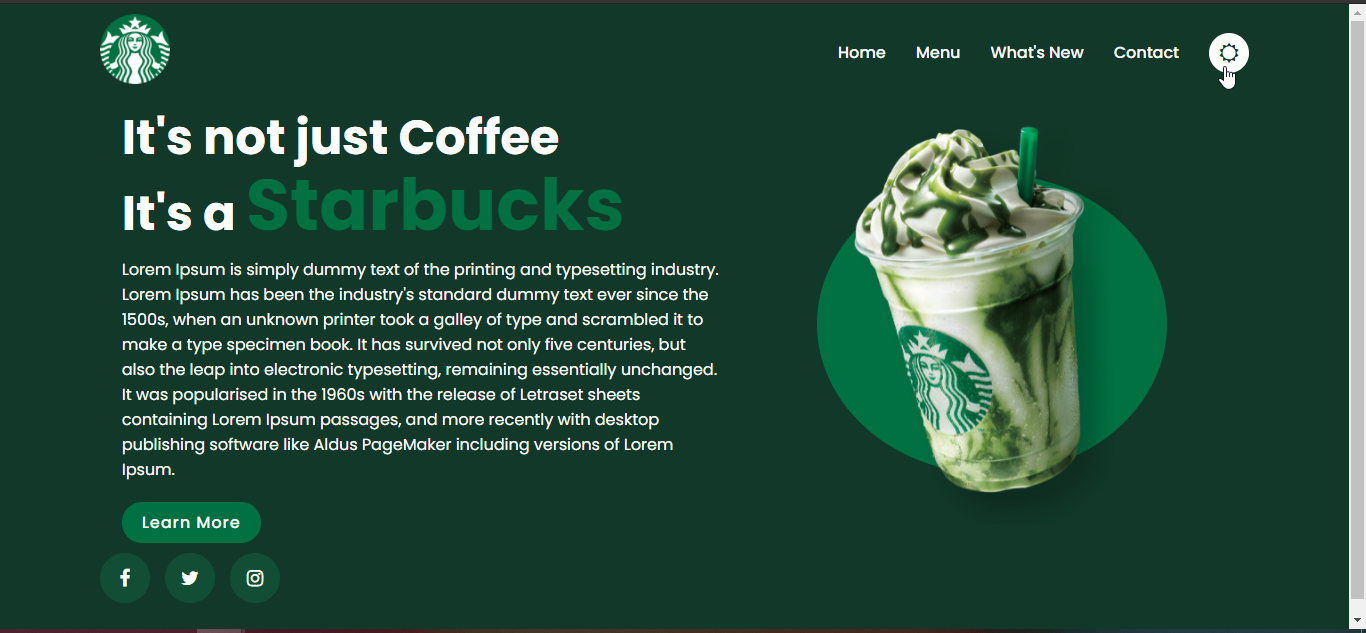 Home Menu What's New Contact
It's not just Coffee
It's a Starbucks
Lorem Ipsum is simply dummy text of the printing and typesetting industry.
Lorem Ipsum has been the industry's standard dummy text ever since the
1500s, when an unknown printer took a galley of type and scrambled it to
make a type specimen book. It has survived not only five centuries, but
also the leap into electronic typesetting, remaining essentially unchanged.
It was popularised in the 1960s with the release of Letraset sheets
containing Lorem Ipsum passages, and more recently with desktop
publishing software like Aldus PageMaker including versions of Lorem
Ipsum.
Learn More